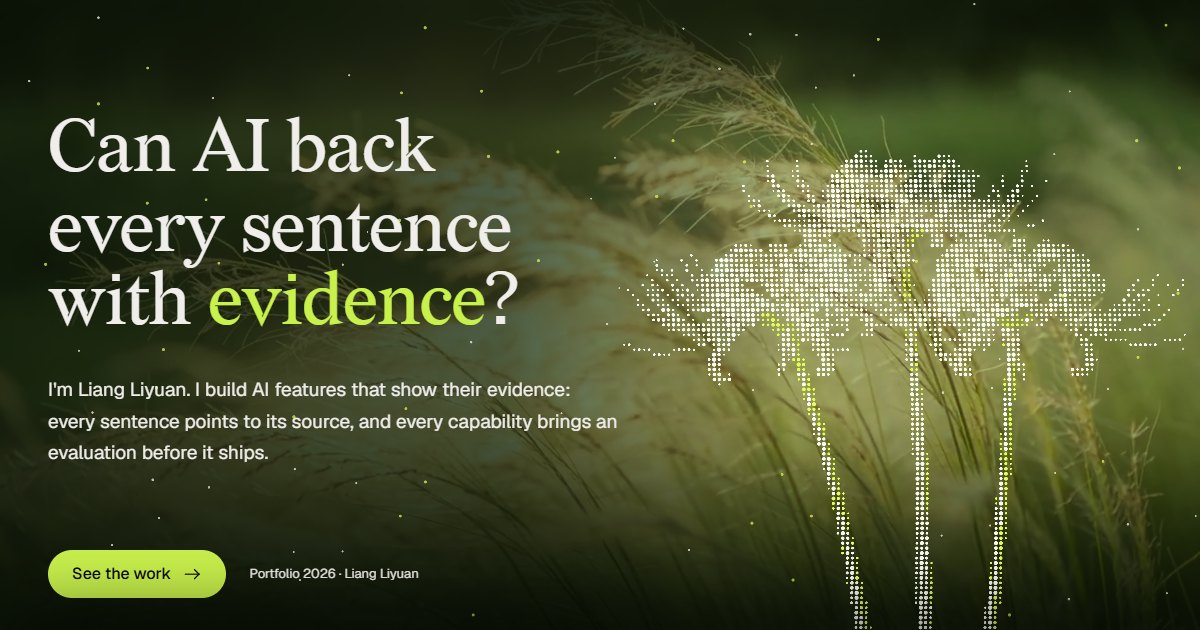 Can AI back
every sentence
with evidence?
I'm Liang Liyuan. I build AI features that show their evidence:
every sentence points to its source, and every capability brings an
evaluation before it ships.
See the work →
Portfolio 2026 · Liang Liyuan